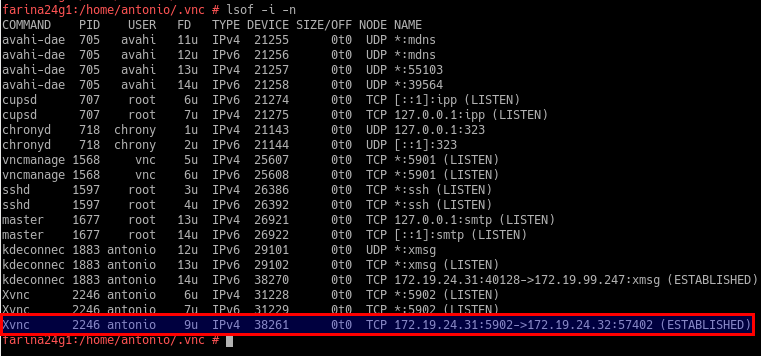 farina24g1:/home/antonio/.vnc # lsof -i -n
COMMAND PID USER FD TYPE DEVICE SIZE/OFF NODE NAME
avahi-dae 705 avahi 11u IPv4 21255 0t0 UDP *:mdns
avahi-dae 705 avahi 12u IPv6 21256 0t0 UDP *:mdns
avahi-dae 705 avahi 13u IPv4 21257 0t0 UDP *:55103
avahi-dae 705 avahi 14u IPv6 21258 0t0 UDP *:39564
cupsd 707 root 6u IPv6 21274 0t0 TCP [::1]:ipp (LISTEN)
cupsd 707 root 7u IPv4 21275 0t0 TCP 127.0.0.1:ipp (LISTEN)
chronyd 718 chrony 1u IPv4 21143 0t0 UDP 127.0.0.1:323
chronyd 718 chrony 2u IPv6 21144 0t0 UDP [::1]:323
vncmanage 1568 vnc 5u IPv4 25607 0t0 TCP *:5901 (LISTEN)
vncmanage 1568 vnc 6u IPv6 25608 0t0 TCP *:5901 (LISTEN)
sshd 1597 root 3u IPv4 26386 0t0 TCP *:ssh (LISTEN)
sshd 1597 root 4u IPv6 26392 0t0 TCP *:ssh (LISTEN)
master 1677 root 13u IPv4 26921 0t0 TCP 127.0.0.1:smtp (LISTEN)
master 1677 root 14u IPv6 26922 0t0 TCP [::1]:smtp (LISTEN)
kdeconnec 1883 antonio 12u IPv6 29101 0t0 UDP *:xmsg
kdeconnec 1883 antonio 13u IPv6 29102 0t0 TCP *:xmsg (LISTEN)
kdeconnec 1883 antonio 14u IPv6 38270 0t0 TCP 172.19.24.31:40128->172.19.99.247:xmsg (ESTABLISHED)
Xvnc 2246 antonio 6u IPv4 31228 0t0 TCP *:5902 (LISTEN)
Xvnc 2246 antonio 7u IPv6 31229 0t0 TCP *:5902 (LISTEN)
Xvnc 2246 antonio 9u IPv4 38261 0t0 TCP 172.19.24.31:5902->172.19.24.32:57402 (ESTABLISHED)
farina24g1:/home/antonio/.vnc #